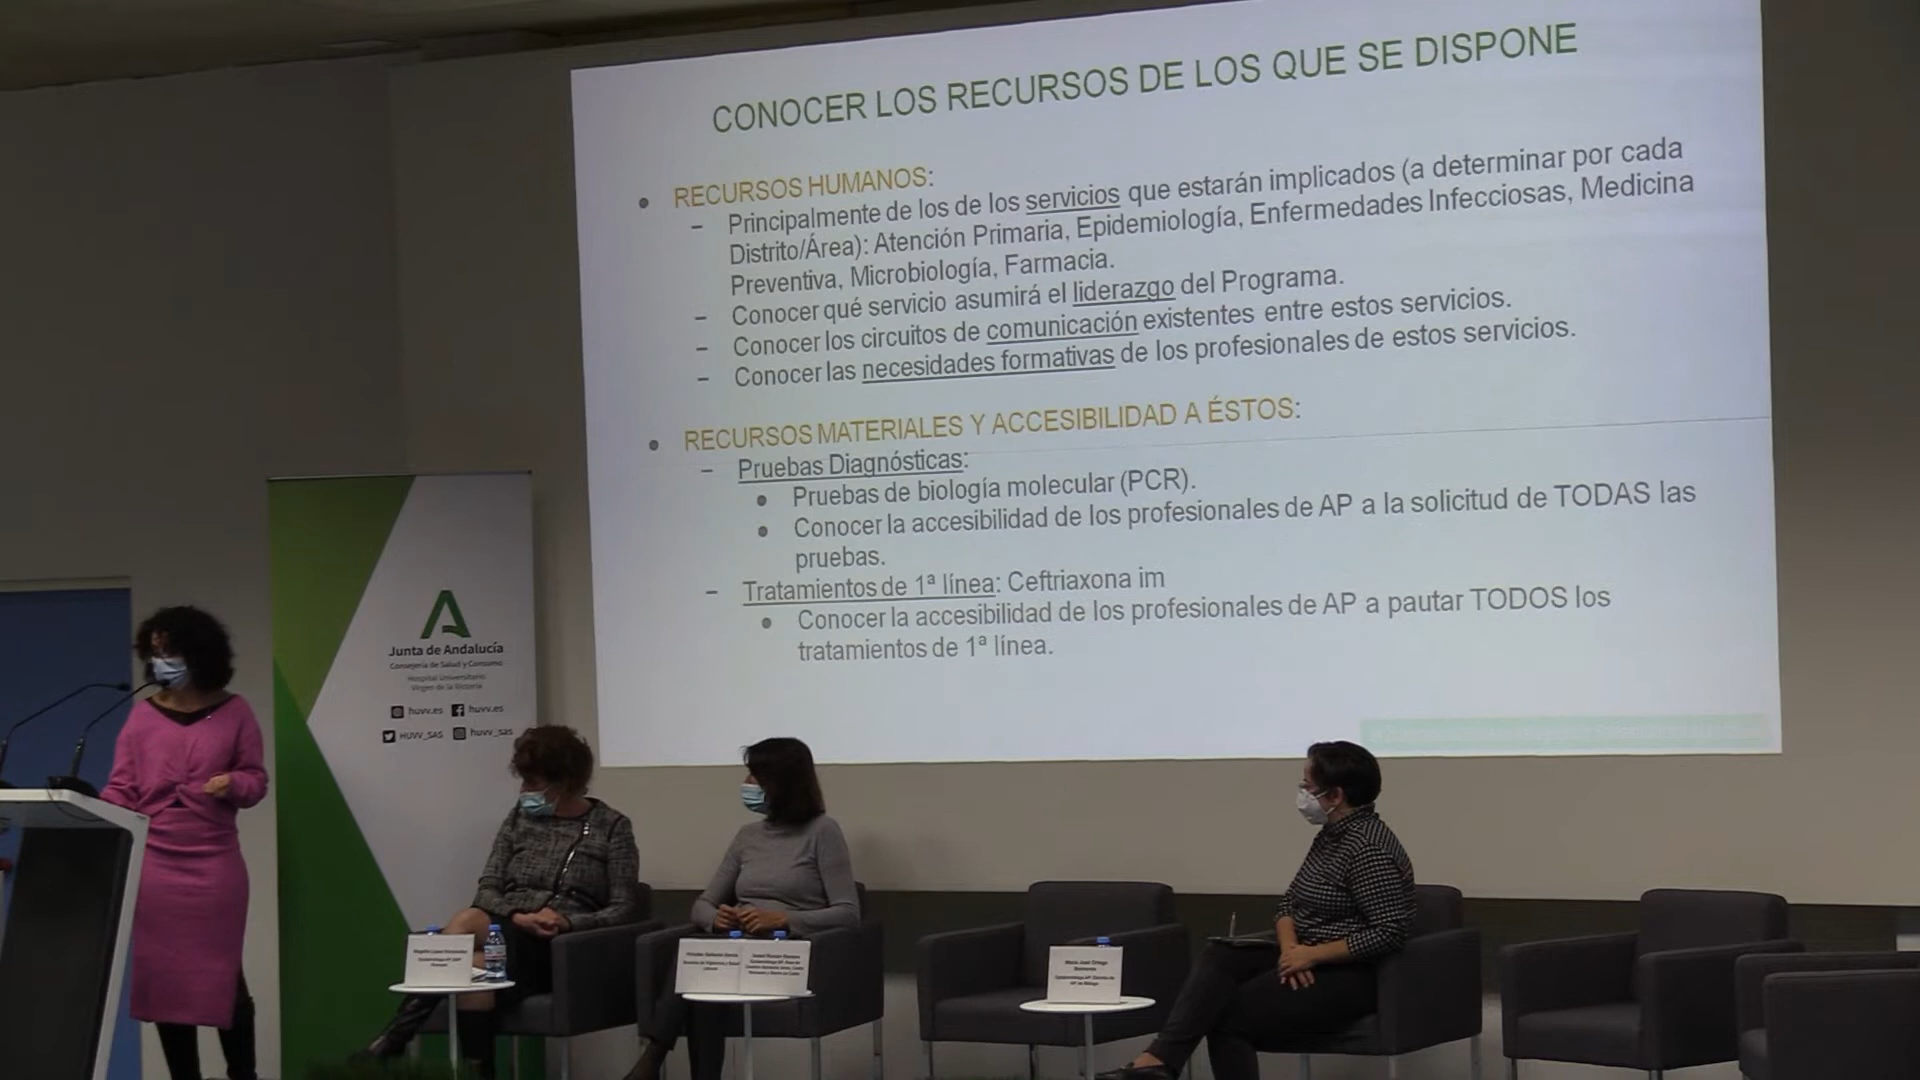 CONOCER LOS RECURSOS DE LOS QUE SE DISPONE
• RECURSOS HUMANOS:
– Principalmente de los de los servicios que estarán implicados (a determinar por cada
Distrito/Área): Atención Primaria, Epidemiología, Enfermedades Infecciosas, Medicina
Preventiva, Microbiología, Farmacia.
– Conocer qué servicio asumirá el liderazgo del Programa.
– Conocer los circuitos de comunicación existentes entre estos servicios.
– Conocer las necesidades formativas de los profesionales de estos servicios.
• RECURSOS MATERIALES Y ACCESIBILIDAD A ÉSTOS:
– Pruebas Diagnósticas:
• Pruebas de biología molecular (PCR).
• Conocer la accesibilidad de los profesionales de AP a la solicitud de TODAS las
pruebas.
– Tratamientos de 1ª línea: Ceftriaxona im
• Conocer la accesibilidad de los profesionales de AP a pautar TODOS los
tratamientos de 1ª línea.
Junta de Andalucía
Consejería de Salud y Consumo
Hospital Universitario
Virgen de la Victoria
huvv.es huvv.es
HUVV_SAS huvv_sas
María José Ortega